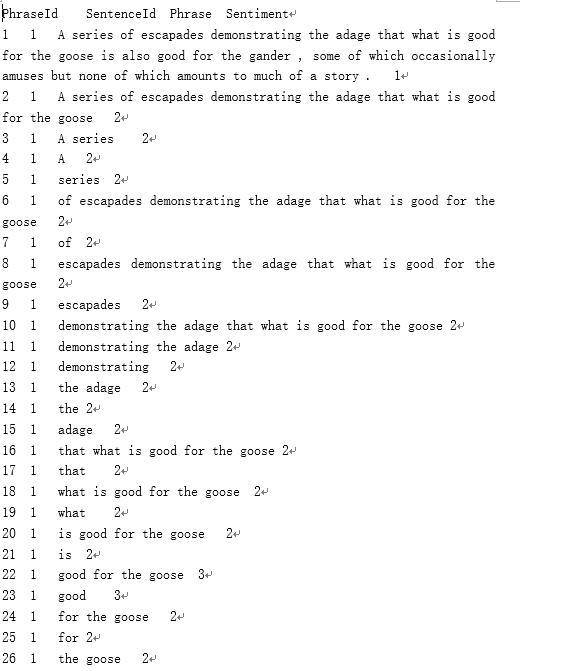 PhraseId SentenceId Phrase Sentiment↵
1 1 A series of escapades demonstrating the adage that what is good
for the goose is also good for the gander , some of which occasionally
amuses but none of which amounts to much of a story . 1↵
2 1 A series of escapades demonstrating the adage that what is good
for the goose 2↵
3 1 A series 2↵
4 1 A 2↵
5 1 series 2↵
6 1 of escapades demonstrating the adage that what is good for the
goose 2↵
7 1 of 2↵
8 1 escapades demonstrating the adage that what is good for the
goose 2↵
9 1 escapades 2↵
10 1 demonstrating the adage that what is good for the goose 2↵
11 1 demonstrating the adage 2↵
12 1 demonstrating 2↵
13 1 the adage 2↵
14 1 the 2↵
15 1 adage 2↵
16 1 that what is good for the goose 2↵
17 1 that 2↵
18 1 what is good for the goose 2↵
19 1 what 2↵
20 1 is good for the goose 2↵
21 1 is 2↵
22 1 good for the goose 3↵
23 1 good 3↵
24 1 for the goose 2↵
25 1 for 2↵
26 1 the goose 2↵